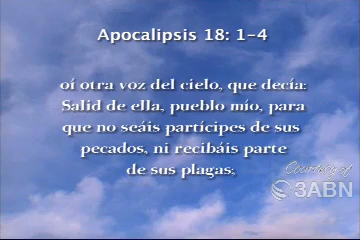 Apocalipsis 18: 1-4
oí otra voz del cielo, que decía:
Salid de ella, pueblo mío, para
que no seáis partícipes de sus
pecados, ni recibáis parte
de sus plagas;
Courtesy of
3ABN